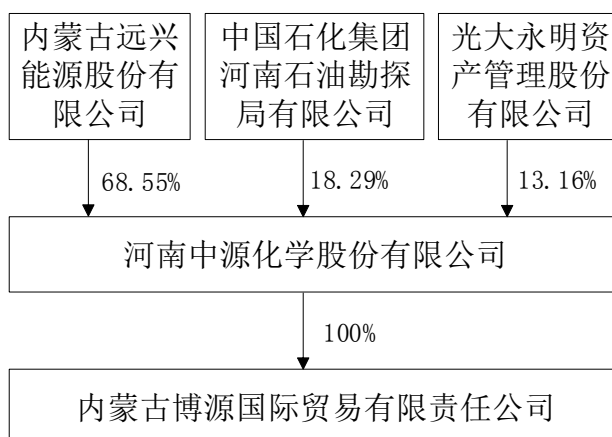 内蒙古远兴
能源股份有
限公司
中国石化集团
河南石油勘探
局有限公司
光大永明资
产管理股份
有限公司
68.55%
18.29%
13.16%
河南中源化学股份有限公司
100%
内蒙古博源国际贸易有限责任公司